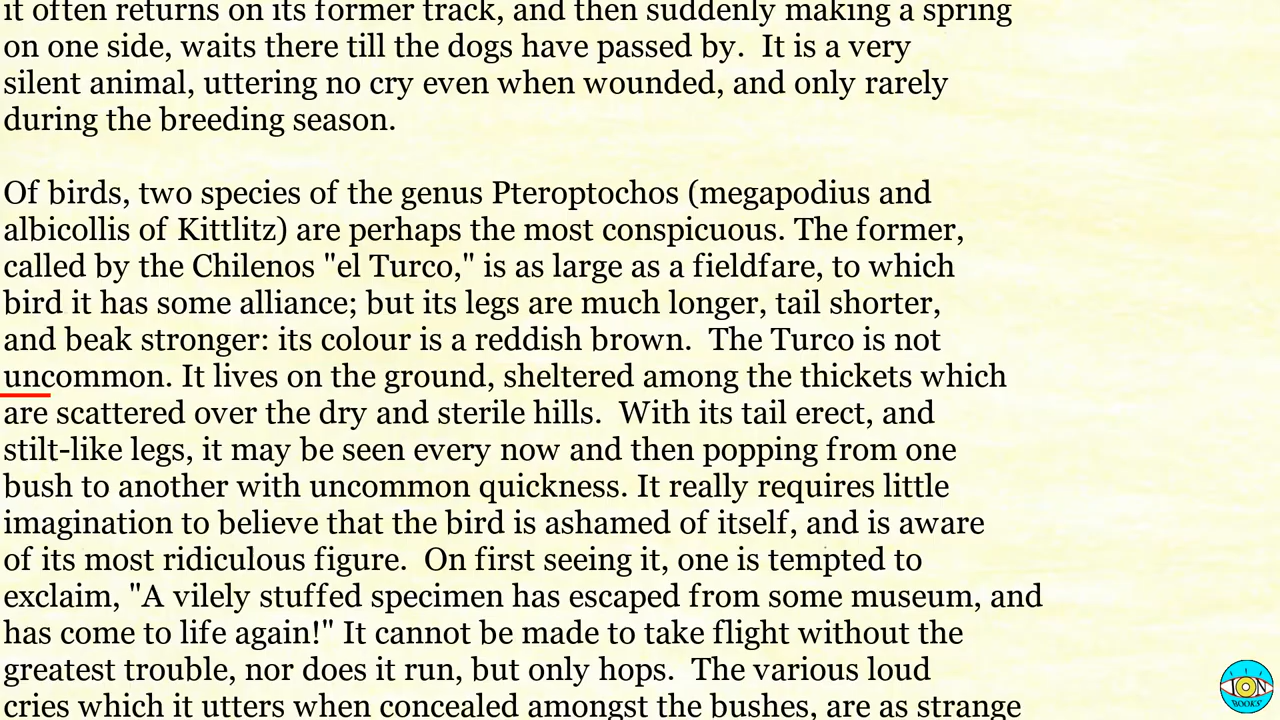 it often returns on its former track, and then suddenly making a spring
on one side, waits there till the dogs have passed by.  It is a very
silent animal, uttering no cry even when wounded, and only rarely
during the breeding season.
Of birds, two species of the genus Pteroptochos (megapodius and
albicollis of Kittlitz) are perhaps the most conspicuous. The former,
called by the Chilenos "el Turco," is as large as a fieldfare, to which
bird it has some alliance; but its legs are much longer, tail shorter,
and beak stronger: its colour is a reddish brown.  The Turco is not
uncommon. It lives on the ground, sheltered among the thickets which
are scattered over the dry and sterile hills.  With its tail erect, and
stilt-like legs, it may be seen every now and then popping from one
bush to another with uncommon quickness. It really requires little
imagination to believe that the bird is ashamed of itself, and is aware
of its most ridiculous figure.  On first seeing it, one is tempted to
exclaim, "A vilely stuffed specimen has escaped from some museum, and
has come to life again!" It cannot be made to take flight without the
greatest trouble, nor does it run, but only hops.  The various loud
cries which it utters when concealed amongst the bushes, are as strange
ION
BOOKS